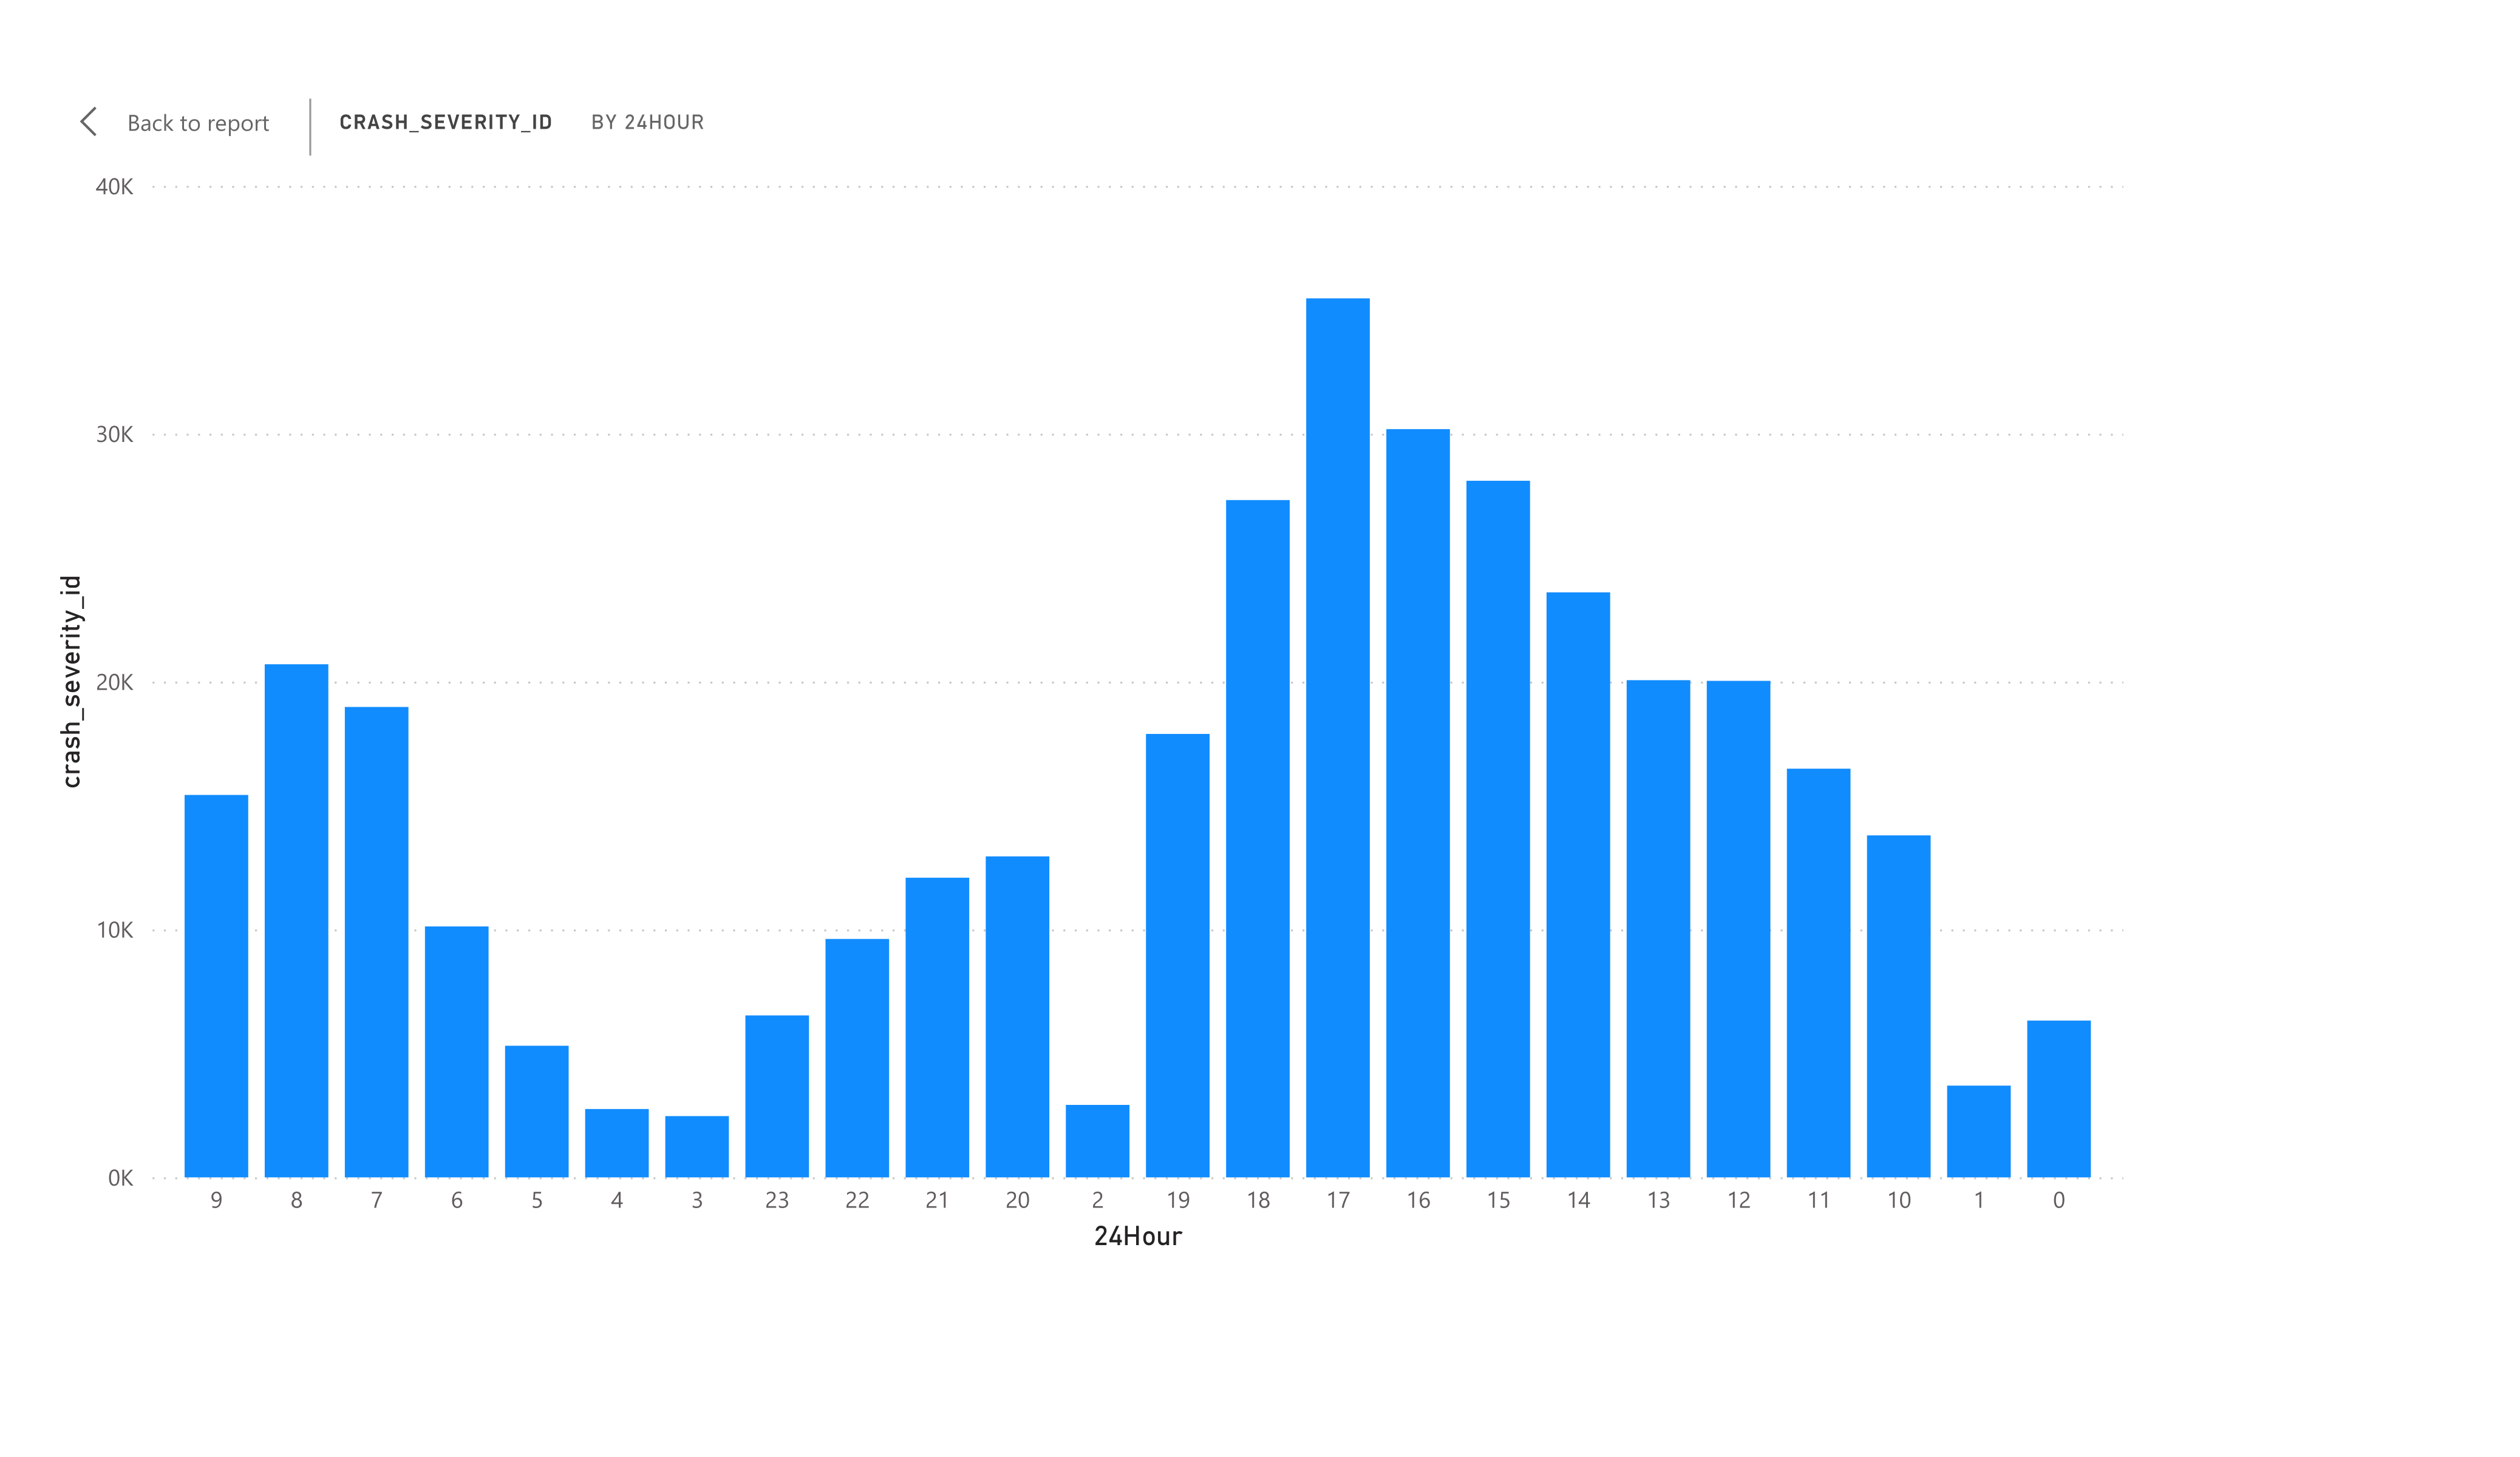 Back to report
CRASH_SEVERITY_ID BY 24HOUR
40K
30K
20K
10K
0K
crash_severity_id
9 8 7 6 5 4 3 23 22 21 20 2 19 18 17 16 15 14 13 12 11 10 1 0
24Hour